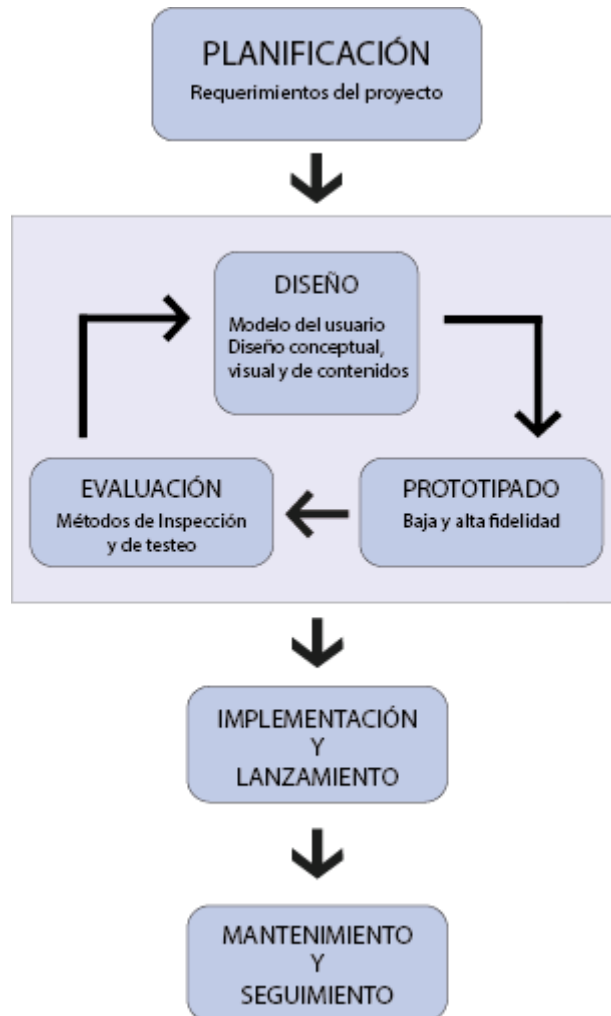 PLANIFICACIÓN
Requerimientos del proyecto
DISEÑO
Modelo del usuario
Diseño conceptual,
visual y de contenidos
EVALUACIÓN
Métodos de Inspección
y de testeo
PROTOTIPADO
Baja y alta fidelidad
IMPLEMENTACIÓN
Y
LANZAMIENTO
MANTENIMIENTO
Y
SEGUIMIENTO